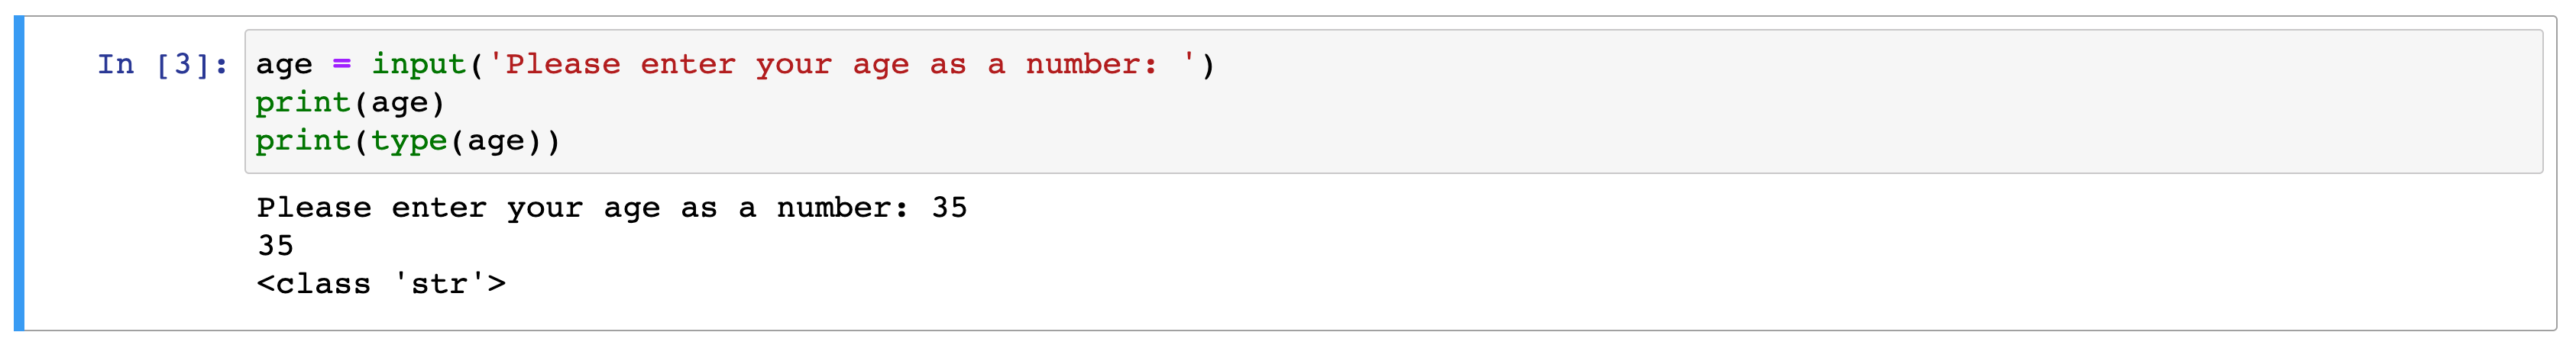 In [3]: age = input('Please enter your age as a number: ')
print(age)
print(type(age))
Please enter your age as a number: 35
35
<class 'str'>